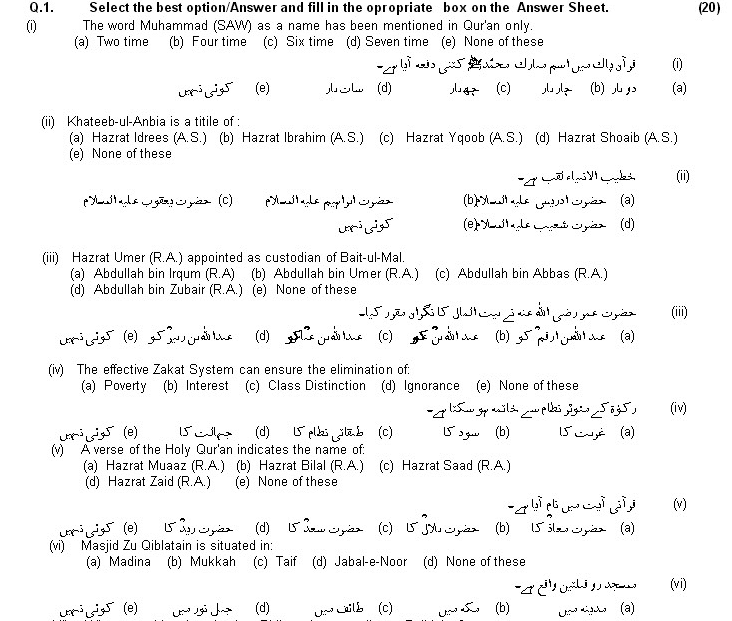 Q.1. Select the best option/Answer and fill in the opropriate box on the Answer Sheet. (20)
(i) The word Muhammad (SAW) as a name has been mentioned in Qur'an only.
(a) Two time (b) Four time (c) Six time (d) Seven time (e) None of these
(i) قرآن پاک میں اسم مبارک محمدﷺ کتنی دفعہ آیا ہے۔
(a) دو بار (b) چار بار (c) چھ بار (d) سات بار (e) کوئی نہیں
(ii) Khateeb-ul-Anbia is a titile of :
(a) Hazrat Idrees (A.S.) (b) Hazrat Ibrahim (A.S.) (c) Hazrat Yqoob (A.S.) (d) Hazrat Shoaib (A.S.)
(e) None of these
(ii) خطیب الانبیاء لقب ہے۔
(a) حضرت ادریس علیہ السلام (b) حضرت ابراہیم علیہ السلام (c) حضرت یعقوب علیہ السلام
(d) حضرت شعیب علیہ السلام (e) کوئی نہیں
(iii) Hazrat Umer (R.A.) appointed as custodian of Bait-ul-Mal.
(a) Abdullah bin Irqum (R.A) (b) Abdullah bin Umer (R.A.) (c) Abdullah bin Abbas (R.A.)
(d) Abdullah bin Zubair (R.A.) (e) None of these
(iii) حضرت عمر رضی اللہ عنہ نے بیت المال کا نگران مقرر کیا۔
(a) عبد اللہ بن ارقمؓ کو (b) عبد اللہ بن کو (c) عبد اللہ بن کو (d) عبد اللہ بن زبیرؓ کو (e) کوئی نہیں
(iv) The effective Zakat System can ensure the elimination of:
(a) Poverty (b) Interest (c) Class Distinction (d) Ignorance (e) None of these
(iv) زکوٰۃ کے مئوثر نظام سے خاتمہ ہو سکتا ہے۔
(a) غربت کا (b) سود کا (c) طبقاتی نظام کا (d) جہالت کا (e) کوئی نہیں
(v) A verse of the Holy Qur'an indicates the name of:
(a) Hazrat Muaaz (R.A.) (b) Hazrat Bilal (R.A.) (c) Hazrat Saad (R.A.)
(d) Hazrat Zaid (R.A.) (e) None of these
(v) قرآنی آیت میں نام آیا ہے۔
(a) حضرت معاذؓ کا (b) حضرت بلالؓ کا (c) حضرت سعدؓ کا (d) حضرت زیدؓ کا (e) کوئی نہیں
(vi) Masjid Zu Qiblatain is situated in:
(a) Madina (b) Mukkah (c) Taif (d) Jabal-e-Noor (d) None of these
(vi) مسجد ذو قبلتین واقع ہے۔
(a) مدینہ میں (b) مکہ میں (c) طائف میں (d) جبل نور میں (e) کوئی نہیں